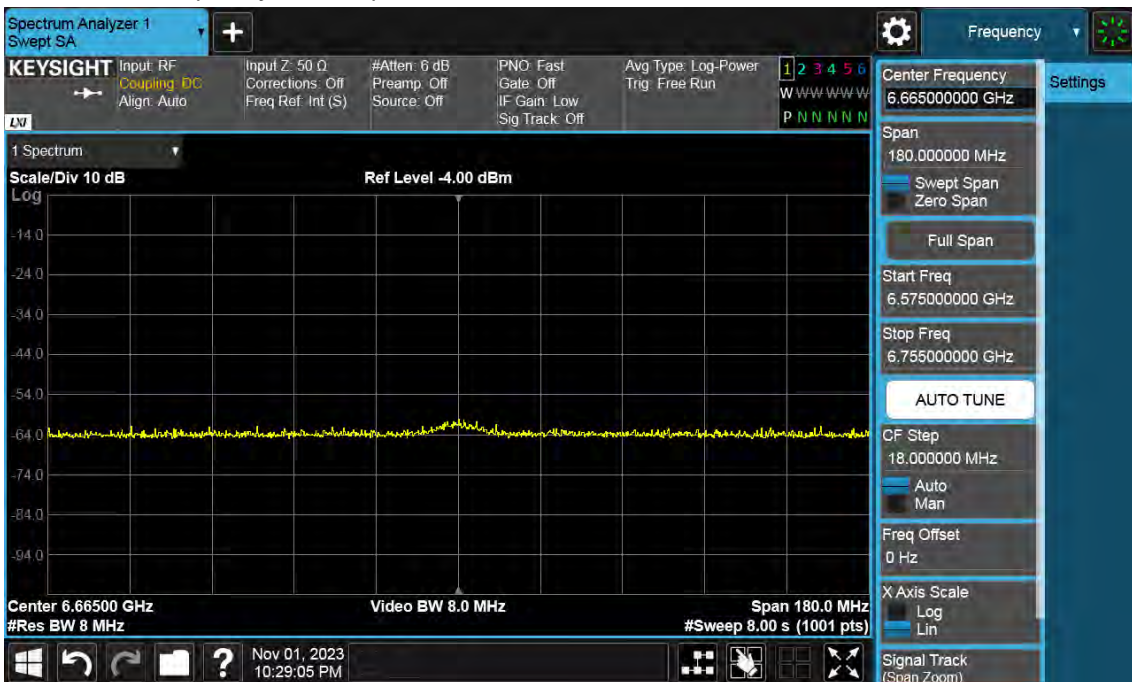 Spectrum Analyzer 1
Swept SA
+
Frequency
KEYSIGHT
Input: RF
Coupling: DC
Align: Auto
Input Z: 50 Ω
Corrections: Off
Freq Ref: Int (S)
#Atten: 6 dB
Preamp: Off
Source: Off
PNO: Fast
Gate: Off
IF Gain: Low
Sig Track: Off
Avg Type: Log-Power
Trig: Free Run
1 2 3 4 5 6
W W W W W W
P N N N N N
LXI
1 Spectrum
Scale/Div 10 dB
Ref Level -4.00 dBm
Log
-14.0
-24.0
-34.0
-44.0
-54.0
-64.0
-74.0
-84.0
-94.0
Center 6.66500 GHz
Video BW 8.0 MHz
Span 180.0 MHz
#Res BW 8 MHz
#Sweep 8.00 s (1001 pts)
?
Nov 01, 2023
10:29:05 PM
Center Frequency
6.665000000 GHz
Settings
Span
180.000000 MHz
Swept Span
Zero Span
Full Span
Start Freq
6.575000000 GHz
Stop Freq
6.755000000 GHz
AUTO TUNE
CF Step
18.000000 MHz
Auto
Man
Freq Offset
0 Hz
X Axis Scale
Log
Lin
Signal Track
(Span Zoom)